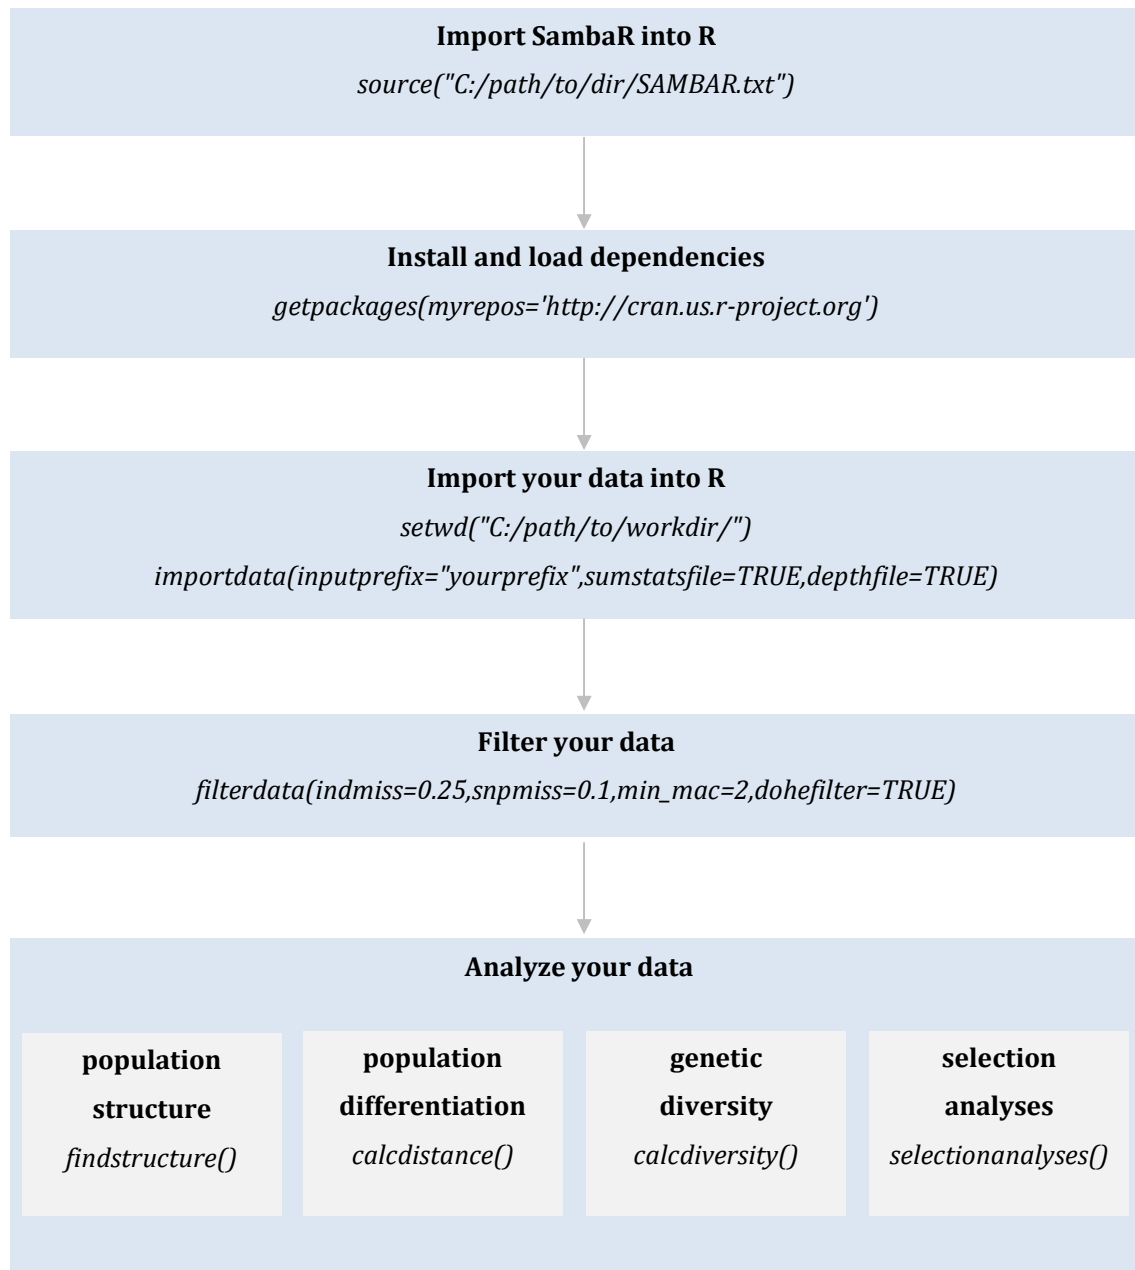 Import SambaR into R
source("C:/path/to/dir/SAMBAR.txt")
Install and load dependencies
getpackages(myrepos='http://cran.us.r-project.org')
Import your data into R
setwd("C:/path/to/workdir/")
importdata(inputprefix="yourprefix",sumstatsfile=TRUE,depthfile=TRUE)
Filter your data
filterdata(indmiss=0.25,snpmiss=0.1,min_mac=2,dohefilter=TRUE)
Analyze your data
population
structure
findstructure()
population
differentiation
calcdistance()
genetic
diversity
calcdiversity()
selection
analyses
selectionanalyses()